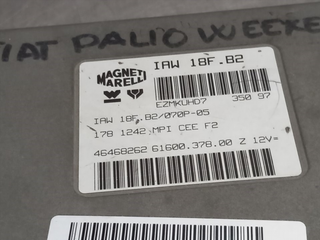 FIAT PALIO WEEKE
IAW 18F.B2
MAGNETI
MARELLI
EZMKUHD7 350 97
IAW 18F.B2/070P-05
178 1242 MPI CEE F2
46468262 61600.378.00 Z 12V=